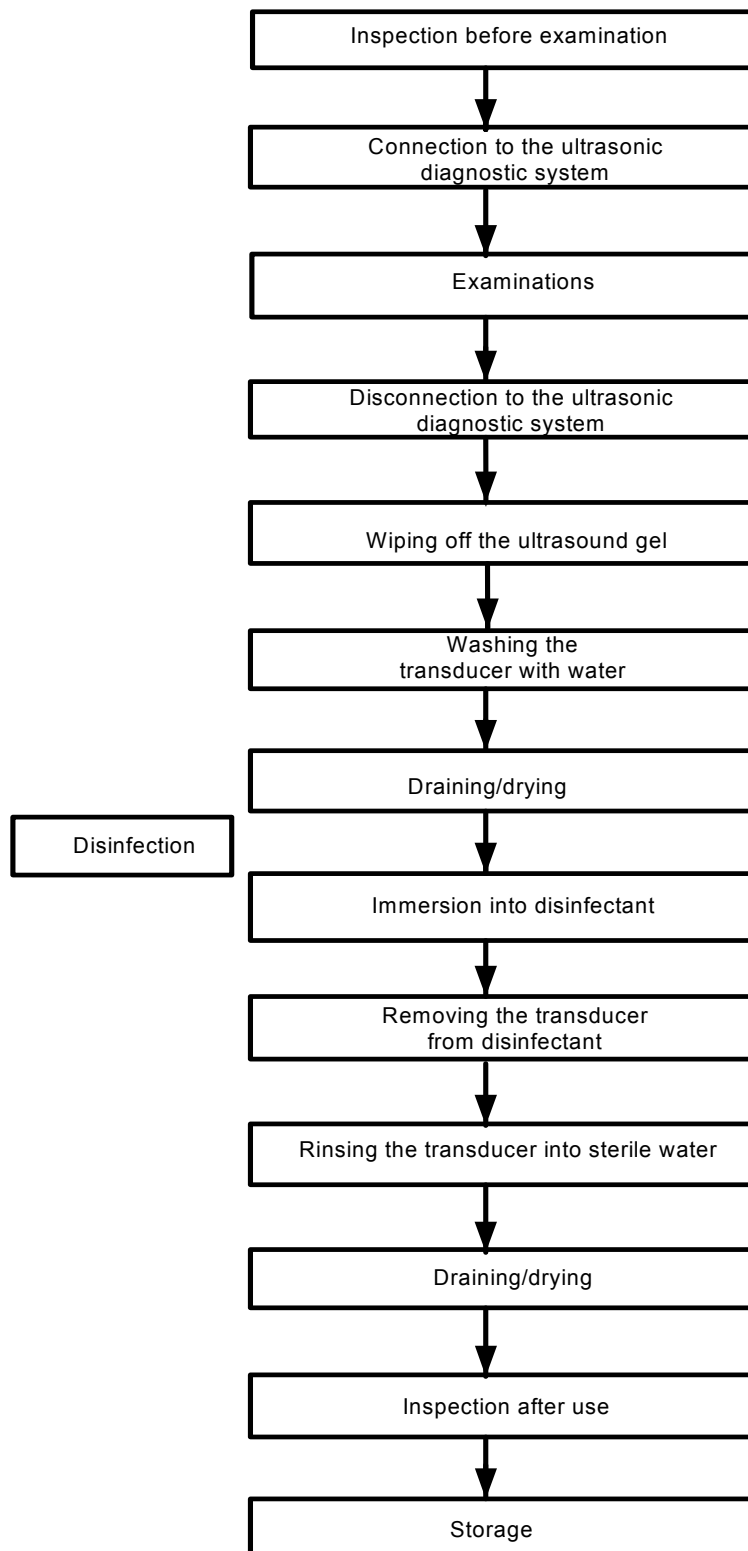 Inspection before examination
Connection to the ultrasonic
diagnostic system
Examinations
Disconnection to the ultrasonic
diagnostic system
Wiping off the ultrasound gel
Washing the
transducer with water
Draining/drying
Disinfection
Immersion into disinfectant
Removing the transducer
from disinfectant
Rinsing the transducer into sterile water
Draining/drying
Inspection after use
Storage